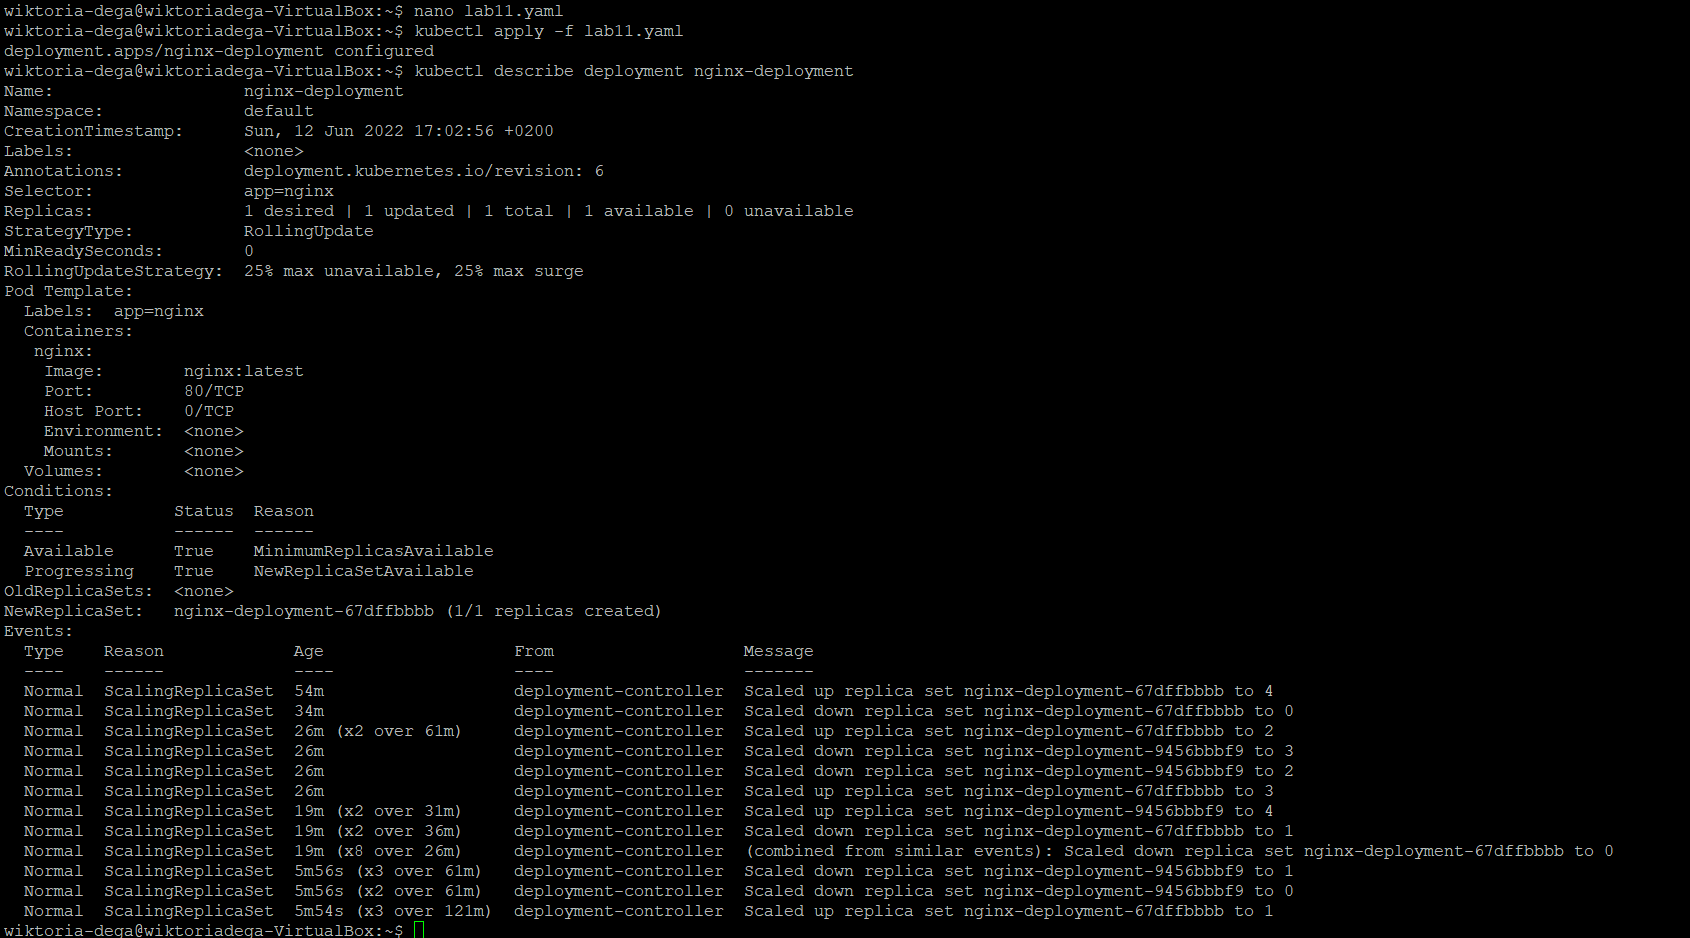 wiktoria-dega@wiktoriadega-VirtualBox:~$ nano lab11.yaml
wiktoria-dega@wiktoriadega-VirtualBox:~$ kubectl apply -f lab11.yaml
deployment.apps/nginx-deployment configured
wiktoria-dega@wiktoriadega-VirtualBox:~$ kubectl describe deployment nginx-deployment
Name:                   nginx-deployment
Namespace:              default
CreationTimestamp:      Sun, 12 Jun 2022 17:02:56 +0200
Labels:                 <none>
Annotations:            deployment.kubernetes.io/revision: 6
Selector:               app=nginx
Replicas:               1 desired | 1 updated | 1 total | 1 available | 0 unavailable
StrategyType:           RollingUpdate
MinReadySeconds:        0
RollingUpdateStrategy:  25% max unavailable, 25% max surge
Pod Template:
  Labels:  app=nginx
  Containers:
   nginx:
    Image:        nginx:latest
    Port:         80/TCP
    Host Port:    0/TCP
    Environment:  <none>
    Mounts:       <none>
  Volumes:        <none>
Conditions:
  Type           Status  Reason
  ----           ------  ------
  Available      True    MinimumReplicasAvailable
  Progressing    True    NewReplicaSetAvailable
OldReplicaSets:  <none>
NewReplicaSet:   nginx-deployment-67dffbbbb (1/1 replicas created)
Events:
  Type    Reason             Age                   From                   Message
  ----    ------             ----                  ----                   -------
  Normal  ScalingReplicaSet  54m                   deployment-controller  Scaled up replica set nginx-deployment-67dffbbbb to 4
  Normal  ScalingReplicaSet  34m                   deployment-controller  Scaled down replica set nginx-deployment-67dffbbbb to 0
  Normal  ScalingReplicaSet  26m (x2 over 61m)     deployment-controller  Scaled up replica set nginx-deployment-67dffbbbb to 2
  Normal  ScalingReplicaSet  26m                   deployment-controller  Scaled down replica set nginx-deployment-9456bbbf9 to 3
  Normal  ScalingReplicaSet  26m                   deployment-controller  Scaled down replica set nginx-deployment-9456bbbf9 to 2
  Normal  ScalingReplicaSet  26m                   deployment-controller  Scaled up replica set nginx-deployment-67dffbbbb to 3
  Normal  ScalingReplicaSet  19m (x2 over 31m)     deployment-controller  Scaled up replica set nginx-deployment-9456bbbf9 to 4
  Normal  ScalingReplicaSet  19m (x2 over 36m)     deployment-controller  Scaled down replica set nginx-deployment-67dffbbbb to 1
  Normal  ScalingReplicaSet  19m (x8 over 26m)     deployment-controller  (combined from similar events): Scaled down replica set nginx-deployment-67dffbbbb to 0
  Normal  ScalingReplicaSet  5m56s (x3 over 61m)   deployment-controller  Scaled down replica set nginx-deployment-9456bbbf9 to 1
  Normal  ScalingReplicaSet  5m56s (x2 over 61m)   deployment-controller  Scaled down replica set nginx-deployment-9456bbbf9 to 0
  Normal  ScalingReplicaSet  5m54s (x3 over 121m)  deployment-controller  Scaled up replica set nginx-deployment-67dffbbbb to 1
wiktoria-dega@wiktoriadega-VirtualBox:~$